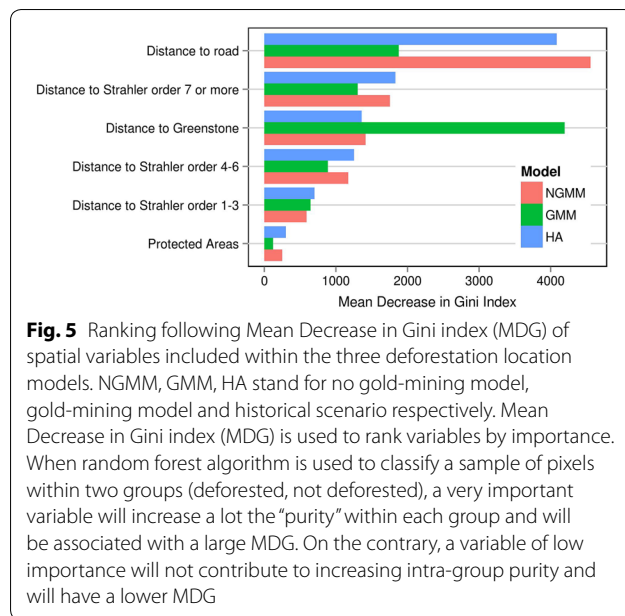 Distance to road
Distance to Strahler order 7 or more
Distance to Greenstone
Distance to Strahler order 4-6
Distance to Strahler order 1-3
Protected Areas
Model
NGMM
GMM
HA
0 1000 2000 3000 4000
Mean Decrease in Gini Index
Fig. 5 Ranking following Mean Decrease in Gini index (MDG) of
spatial variables included within the three deforestation location
models. NGMM, GMM, HA stand for no gold-mining model,
gold-mining model and historical scenario respectively. Mean
Decrease in Gini index (MDG) is used to rank variables by importance.
When random forest algorithm is used to classify a sample of pixels
within two groups (deforested, not deforested), a very important
variable will increase a lot the “purity” within each group and will
be associated with a large MDG. On the contrary, a variable of low
importance will not contribute to increasing intra-group purity and
will have a lower MDG